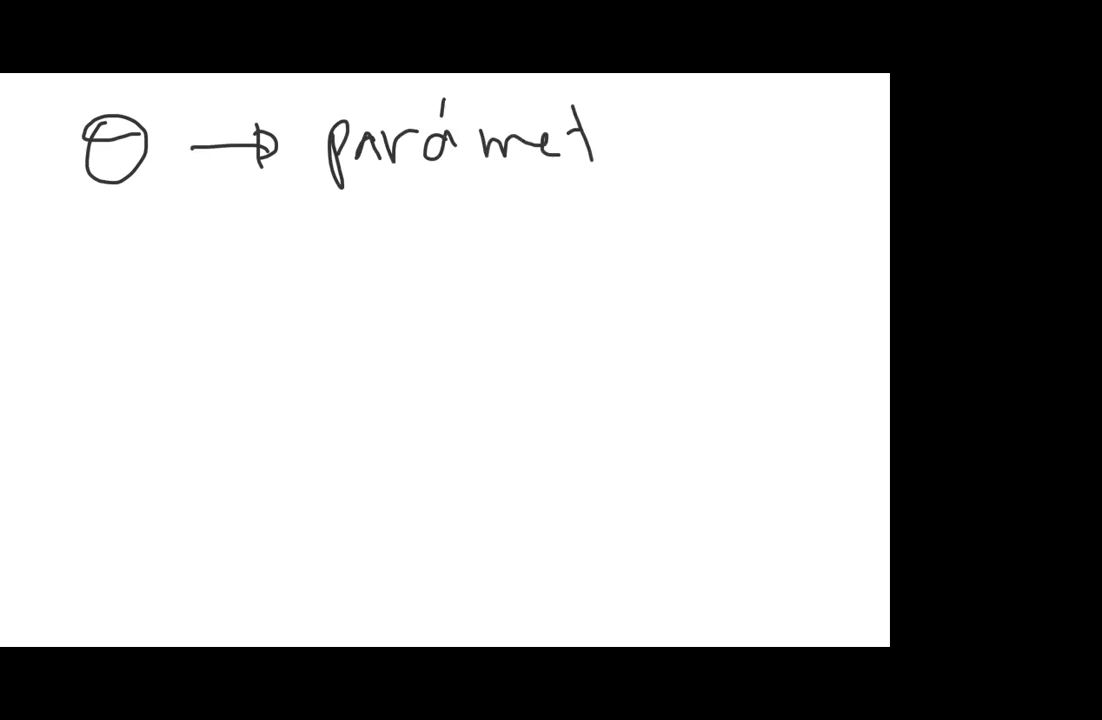 θ → parámet